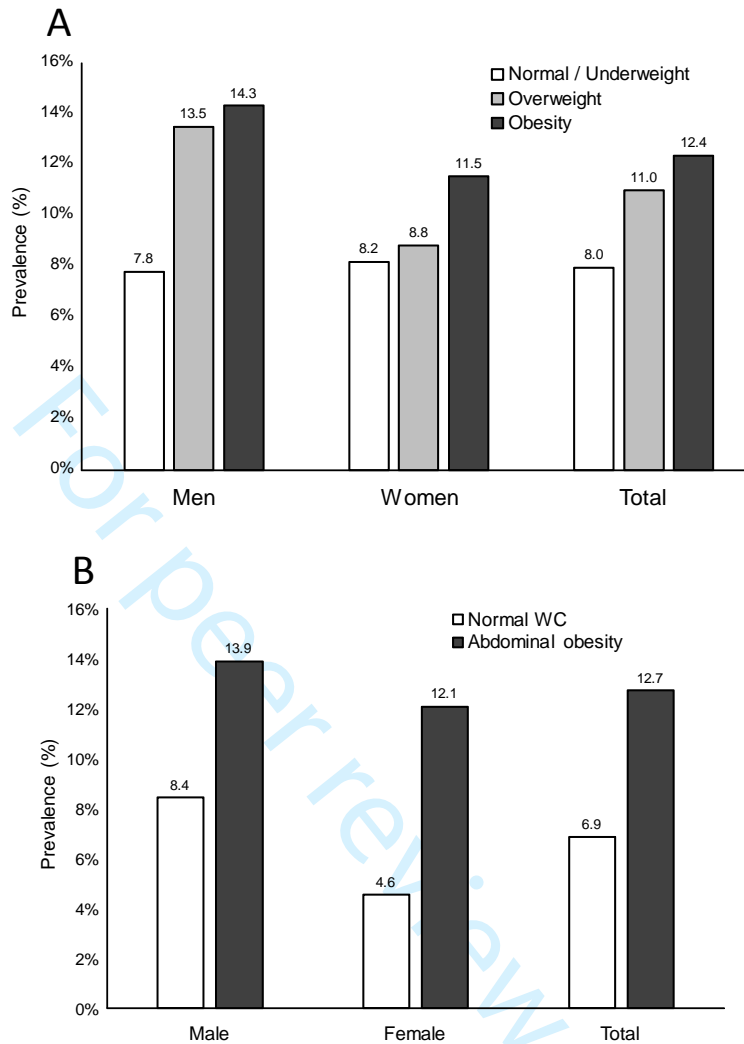 A
16%
14%
12%
10%
8%
6%
4%
2%
0%
Prevalence (%)
Normal / Underweight
Overweight
Obesity
7.8
13.5
14.3
8.2
8.8
11.5
8.0
11.0
12.4
Men Women Total
B
16%
14%
12%
10%
8%
6%
4%
2%
0%
Prevalence (%)
Normal WC
Abdominal obesity
8.4
13.9
4.6
12.1
6.9
12.7
Male Female Total
For peer review